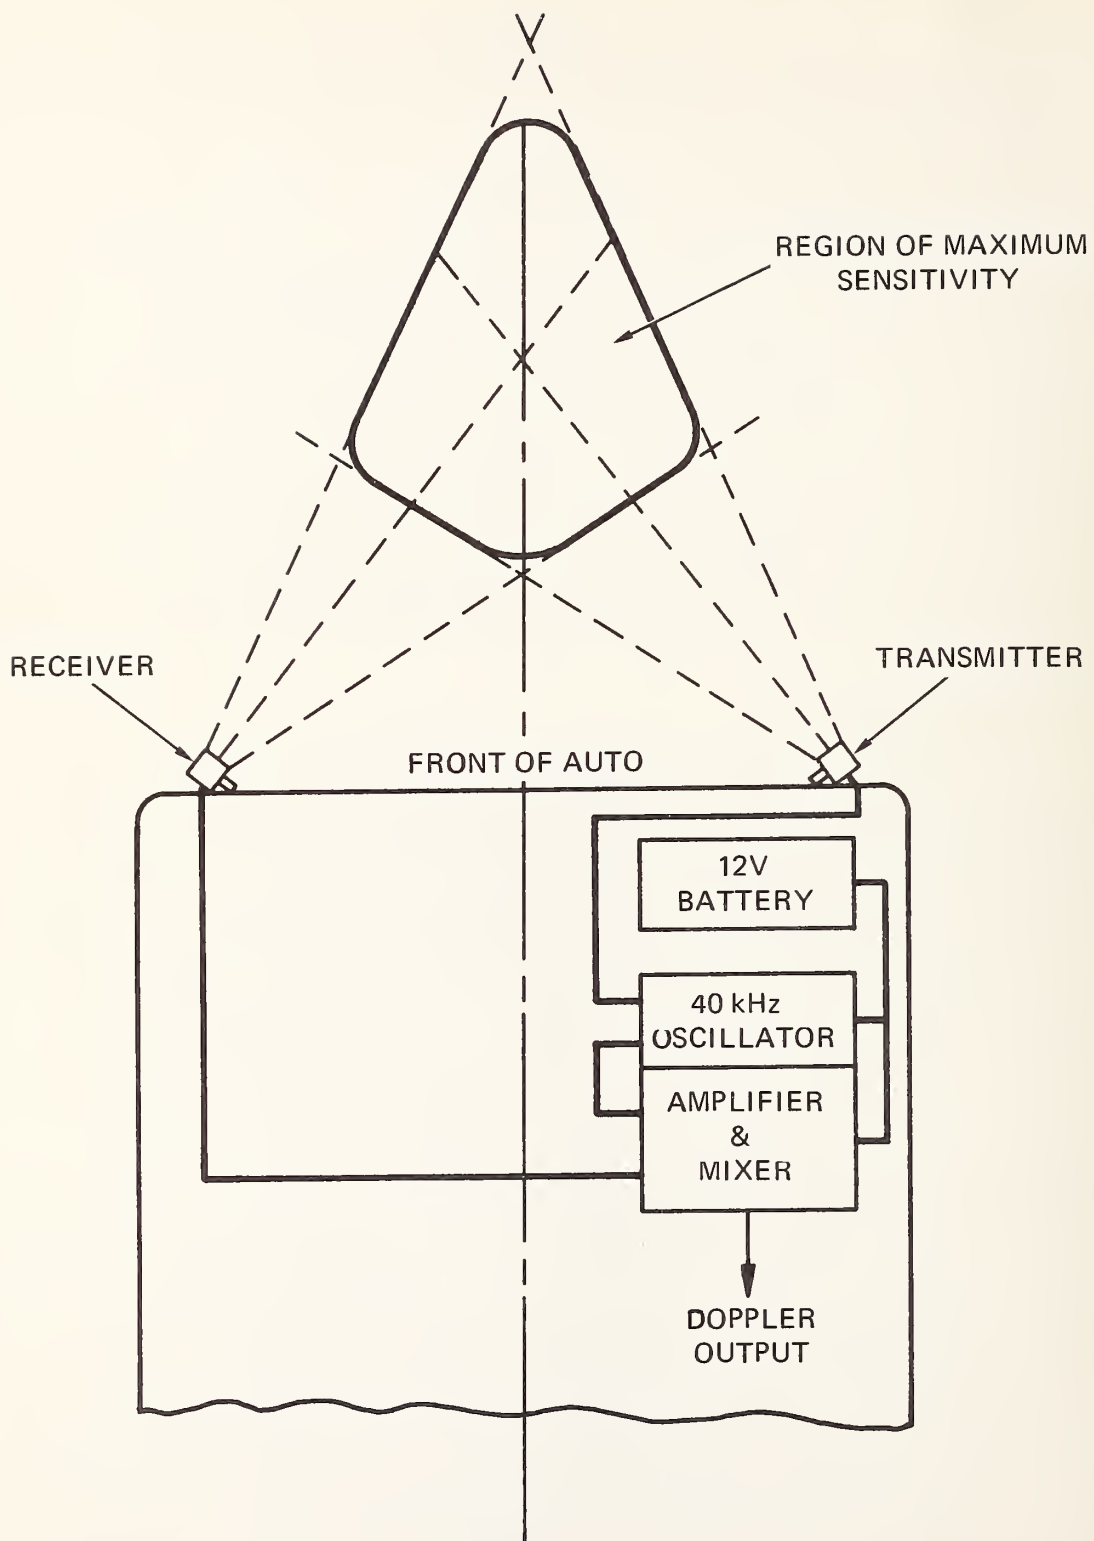 REGION OF MAXIMUM
SENSITIVITY
RECEIVER
TRANSMITTER
FRONT OF AUTO
12V
BATTERY
40 kHz
OSCILLATOR
AMPLIFIER
&
MIXER
DOPPLER
OUTPUT